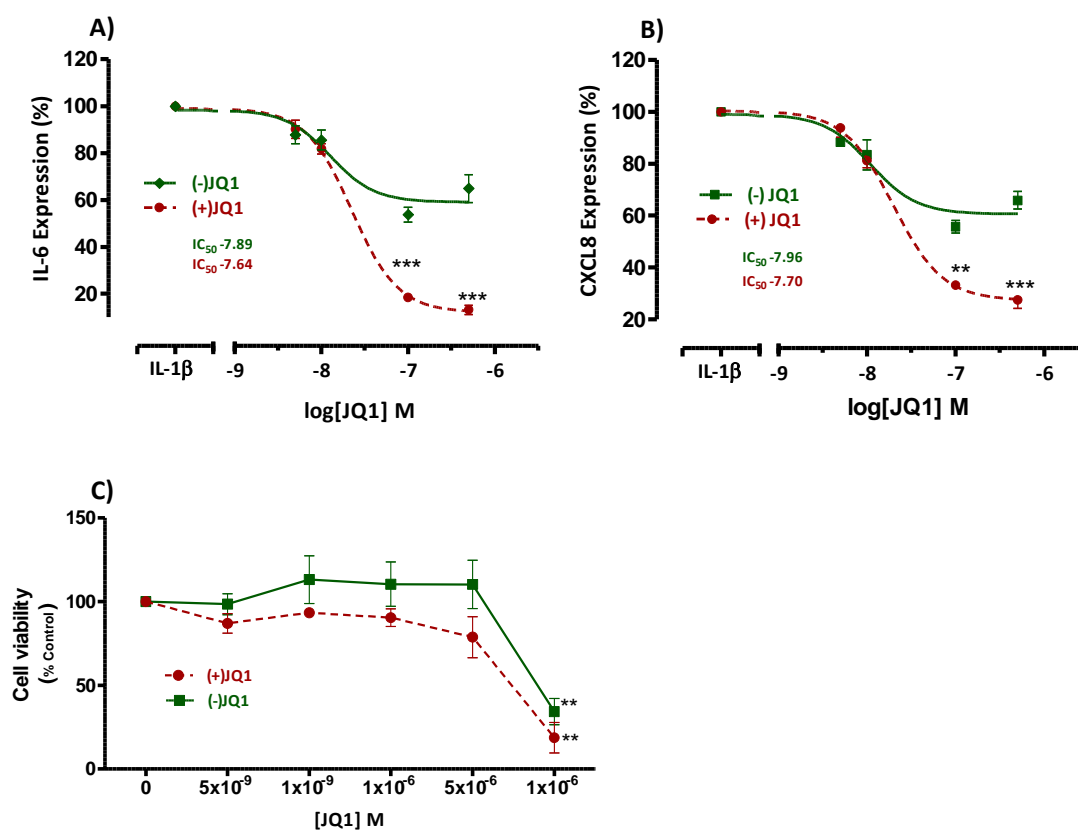 A)
IL-6 Expression (%)
120
100
80
60
40
20
(-)JQ1
(+)JQ1
IC50 -7.89
IC50 -7.64
***
***
IL-1β -9 -8 -7 -6
log[JQ1] M
B)
CXCL8 Expression (%)
120
100
80
60
40
20
(-) JQ1
(+) JQ1
IC50 -7.96
IC50 -7.70
**
***
IL-1β -9 -8 -7 -6
log[JQ1] M
C)
Cell viability
(% Control)
150
100
50
0
(+)JQ1
(-)JQ1
**
**
0 5x10-9 1x10-9 1x10-6 5x10-6 1x10-6
[JQ1] M